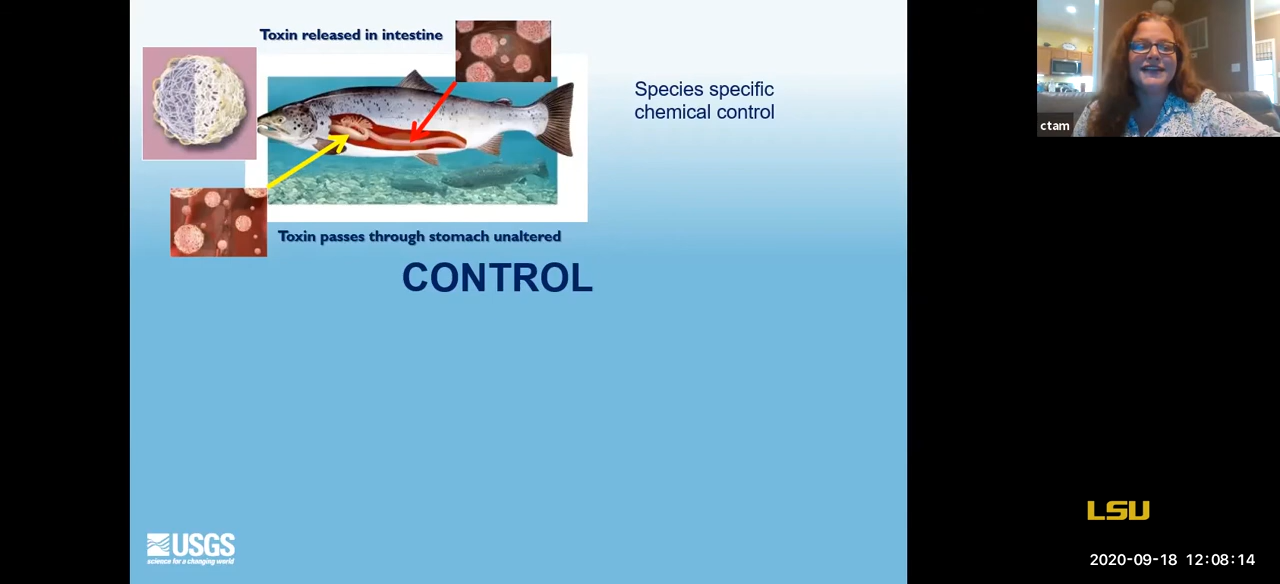 Toxin released in intestine
Species specific
chemical control
ctam
Toxin passes through stomach unaltered
CONTROL
LSU
USGS
science for a changing world
2020-09-18 12:08:14